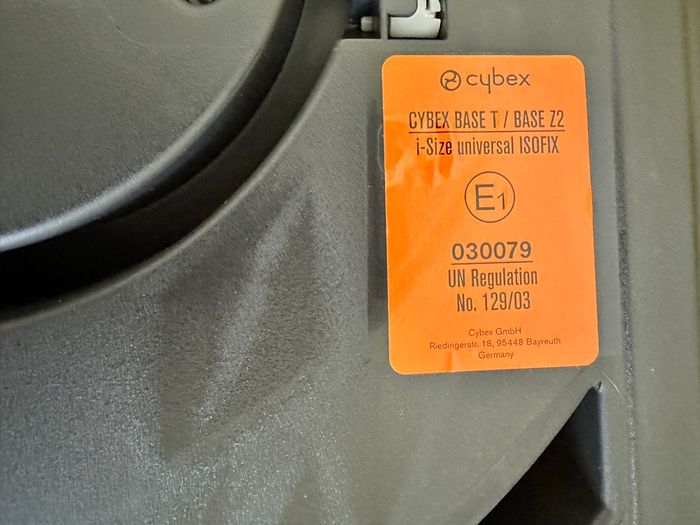 cybex
CYBEX BASE T / BASE Z2
i-Size universal ISOFIX
E1
030079
UN Regulation
No. 129/03
Cybex GmbH
Riedingerstr. 18, 95448 Bayreuth
Germany